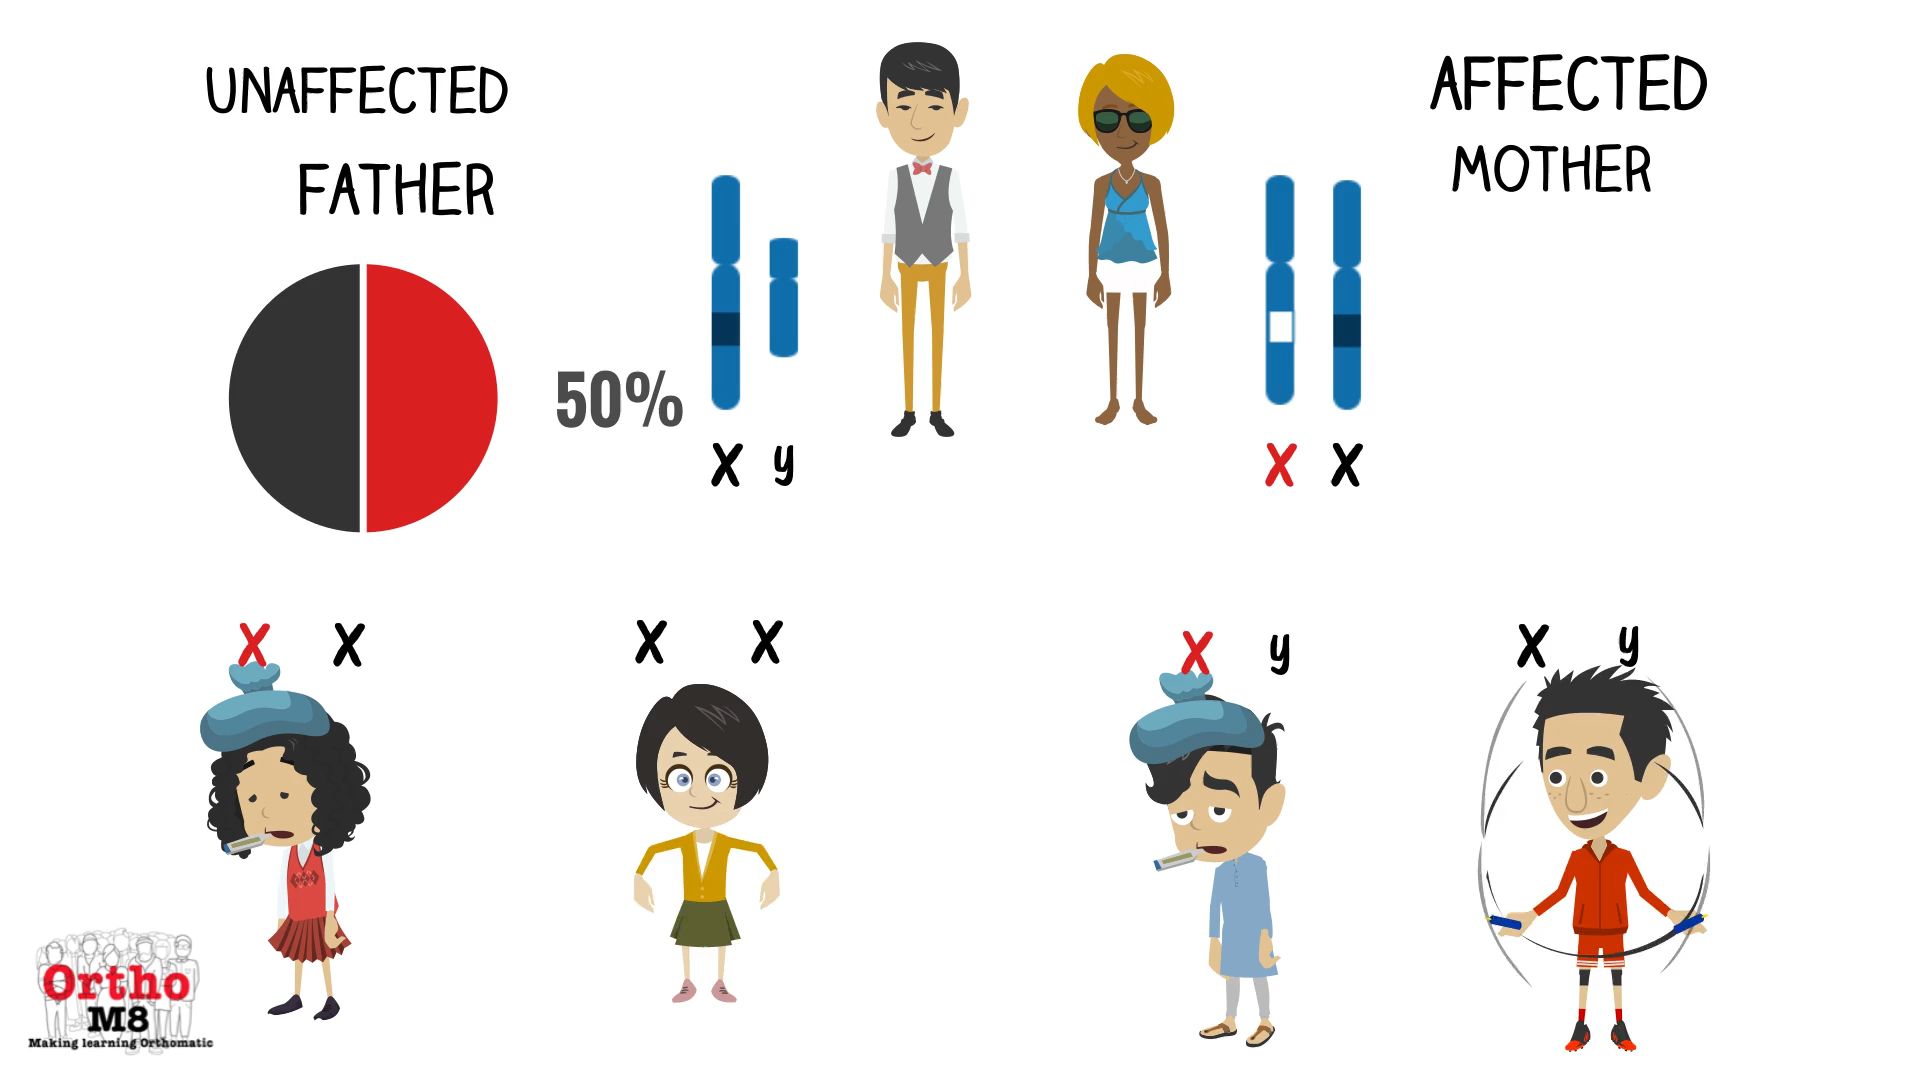 UNAFFECTED
FATHER
AFFECTED
MOTHER
50%
X y
X X
X X
X X
X y
X y
Ortho
M8
Making learning Orthomatic